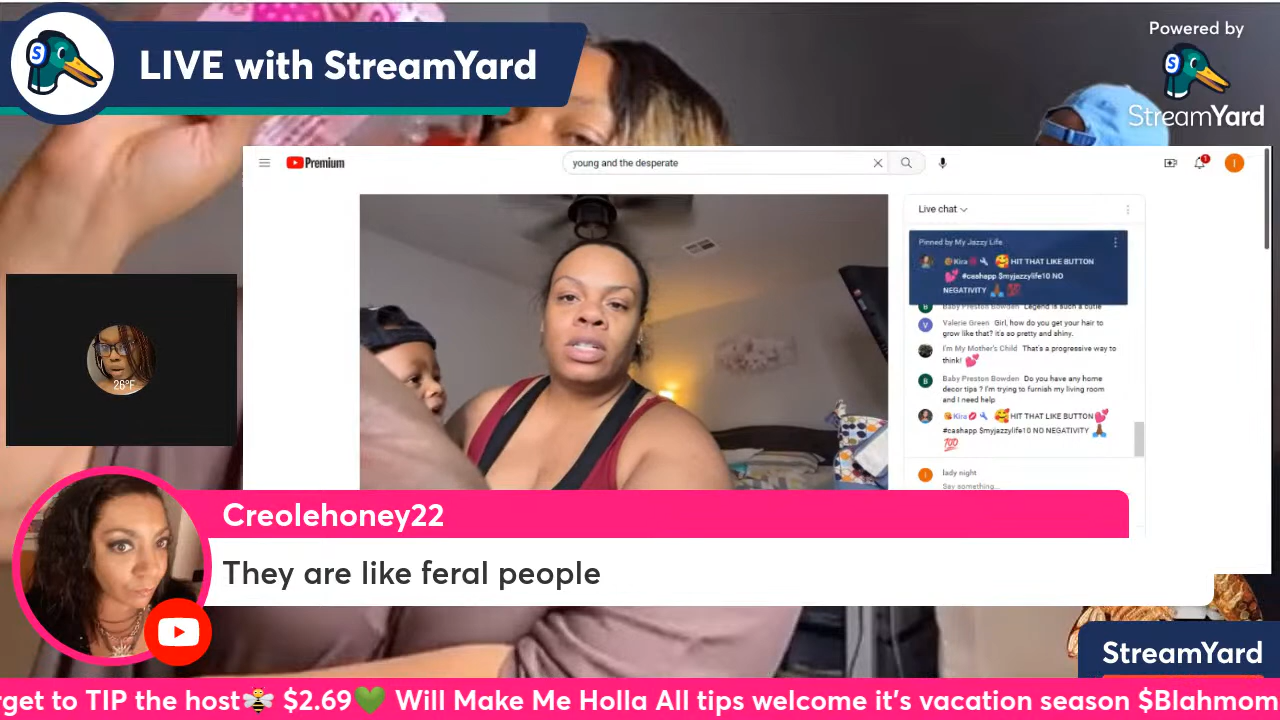 LIVE with StreamYard
Powered by
StreamYard
Premium
young and the desperate
1
I
Live chat
Pinned by My Jazzy Life
Kira HIT THAT LIKE BUTTON
💕 #cashapp $myjazzylife10 NO
NEGATIVITY 🙏🏾 💯
Baby Preston Bowden Legend is such a cutie
Valerie Green Girl, how do you get your hair to
grow like that? it's so pretty and shiny.
I'm My Mother's Child That's a progressive way to
think! 💕
Baby Preston Bowden Do you have any home
decor tips ? I'm trying to furnish my living room
and I need help
Kira HIT THAT LIKE BUTTON💕
#cashapp $myjazzylife10 NO NEGATIVITY 🙏🏾
💯
lady night
Say something...
26°F
Creolehoney22
They are like feral people
StreamYard
rget to TIP the host🐝 $2.69💚 Will Make Me Holla All tips welcome it's vacation season $Blahmom